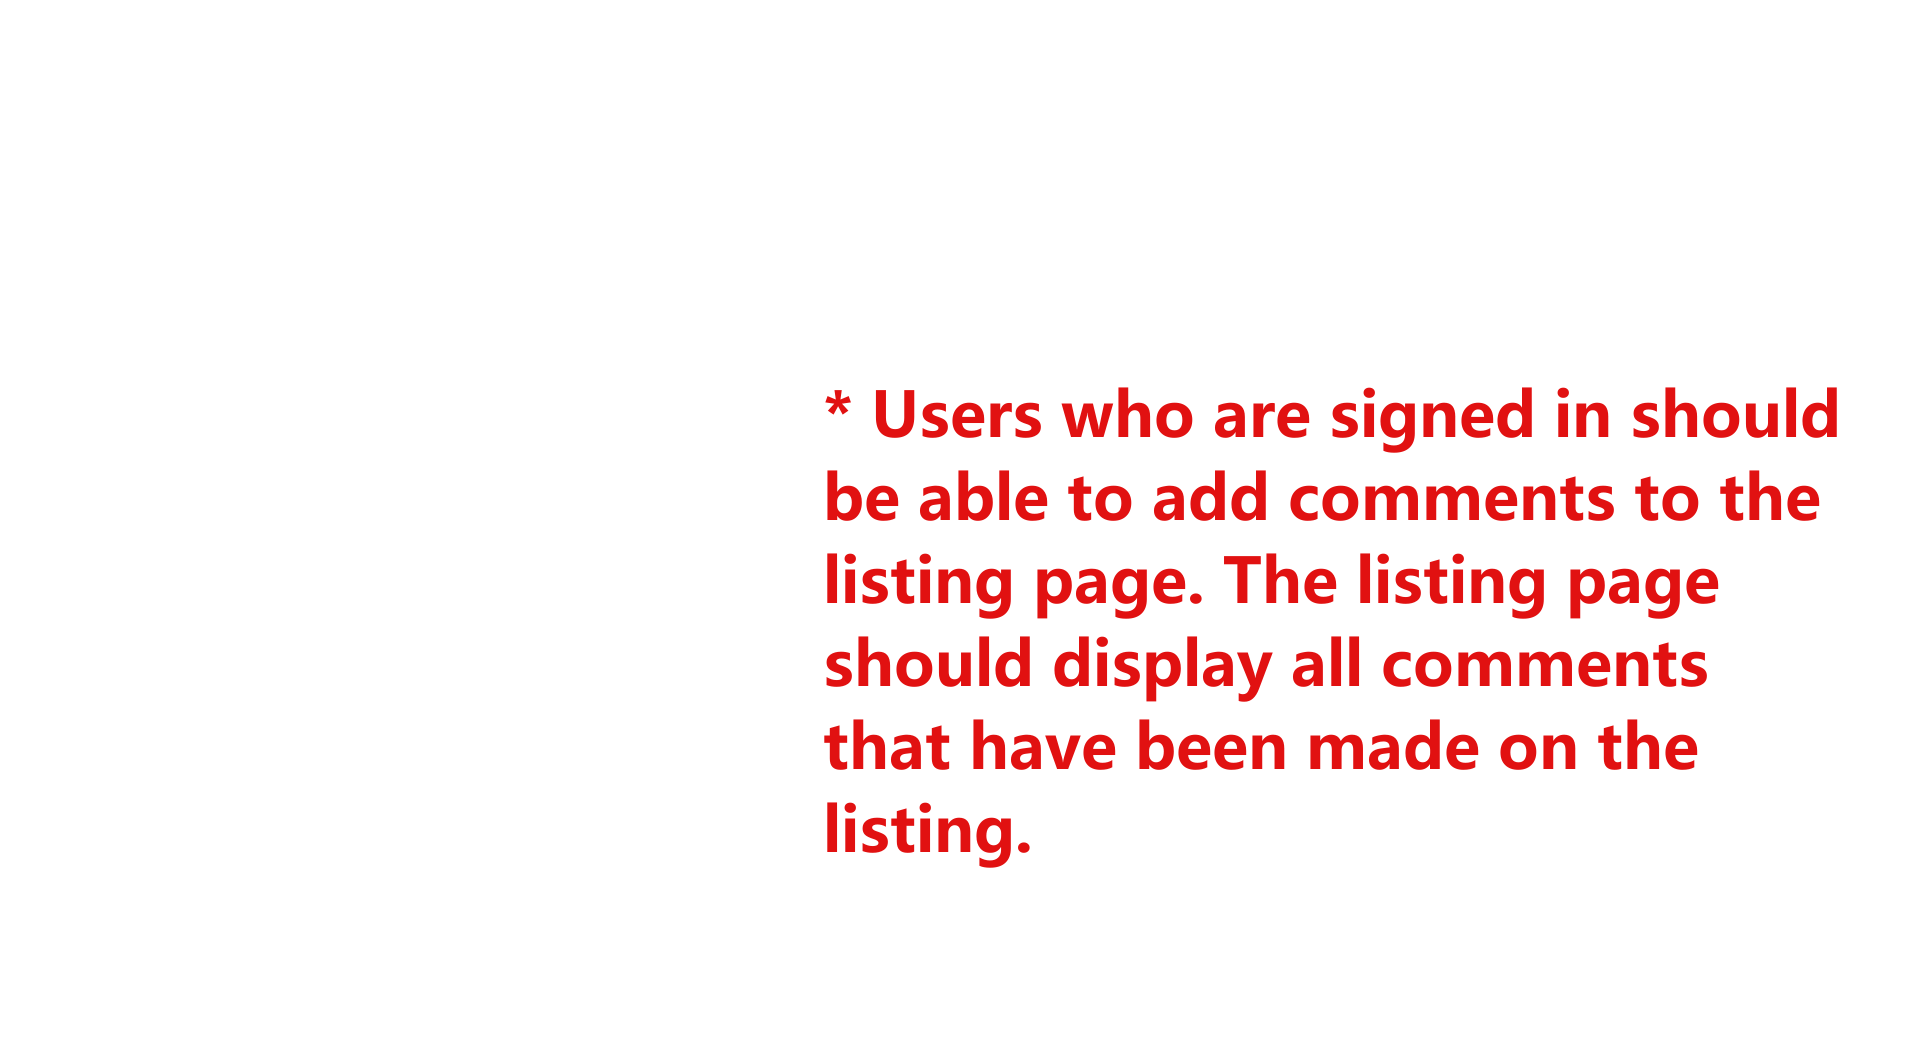 * Users who are signed in should
be able to add comments to the
listing page. The listing page
should display all comments
that have been made on the
listing.